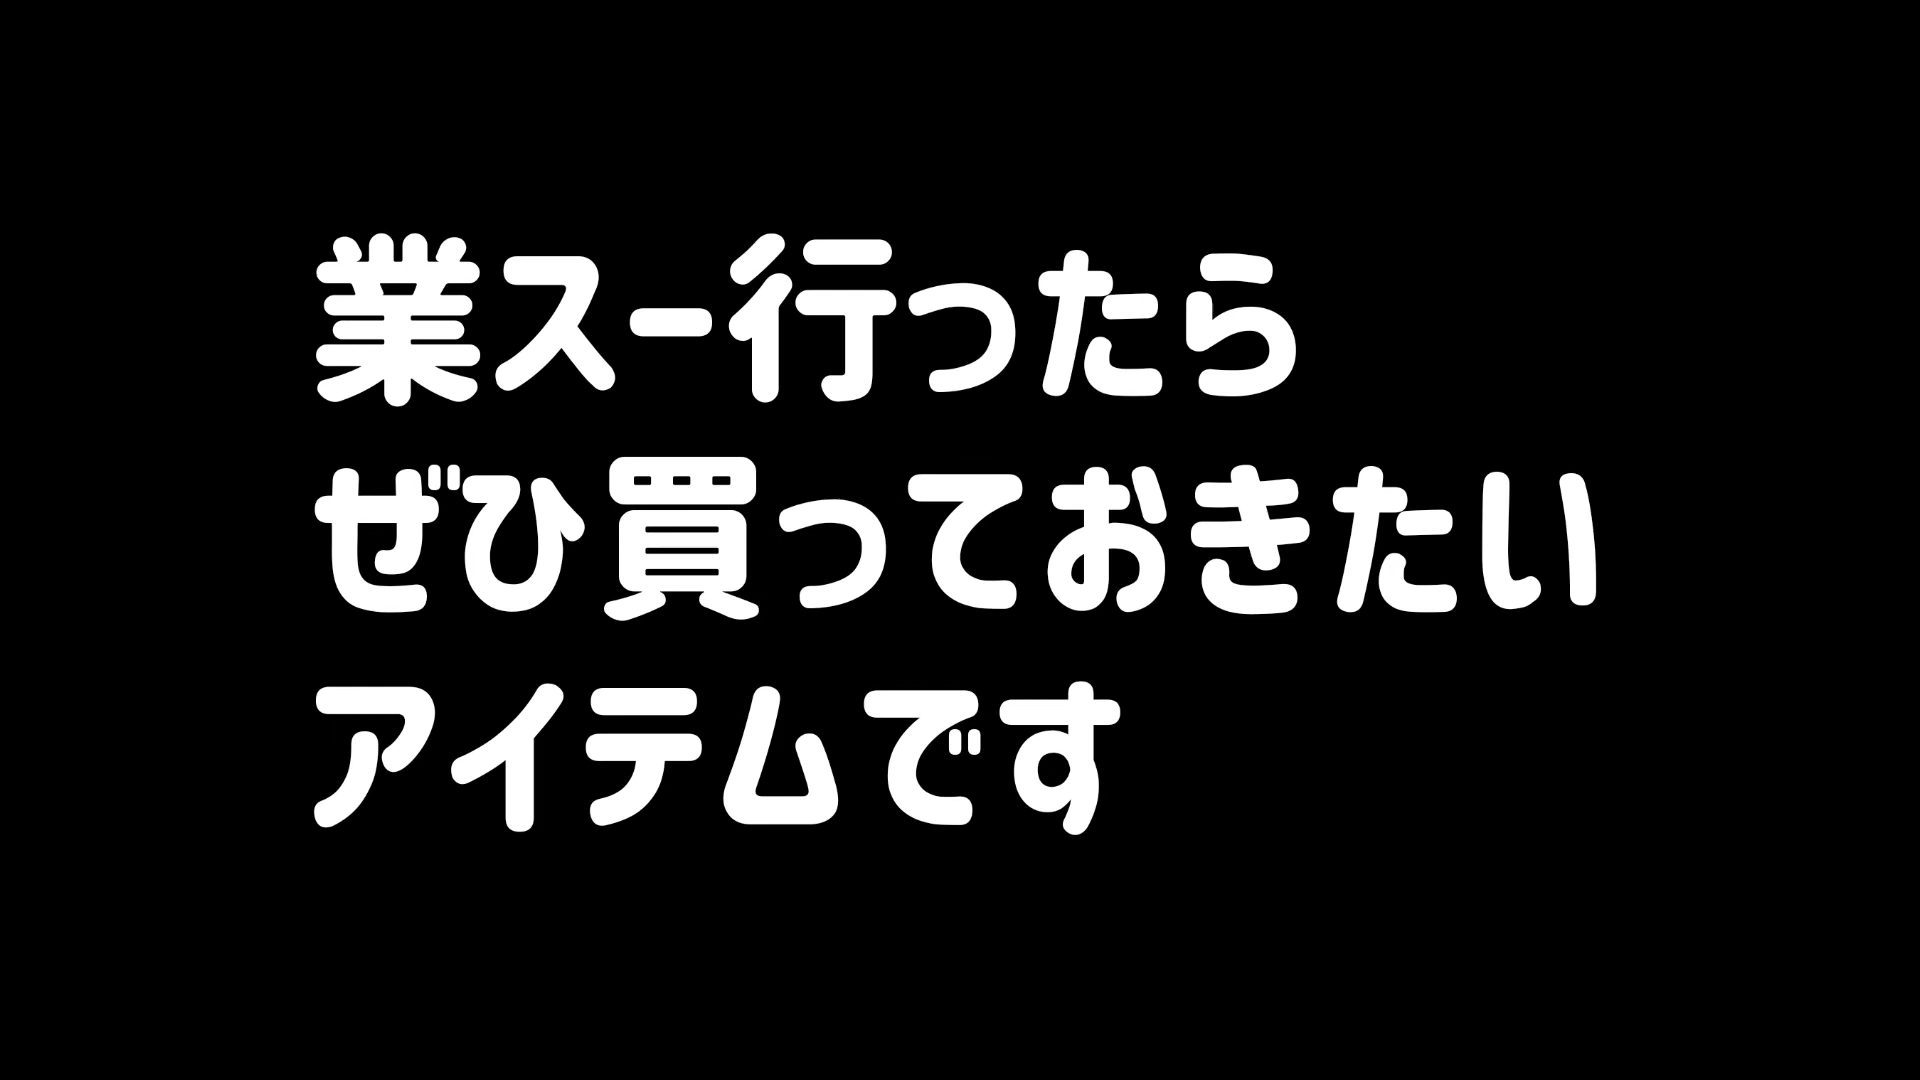 業スー行ったら
ぜひ買っておきたい
アイテムです